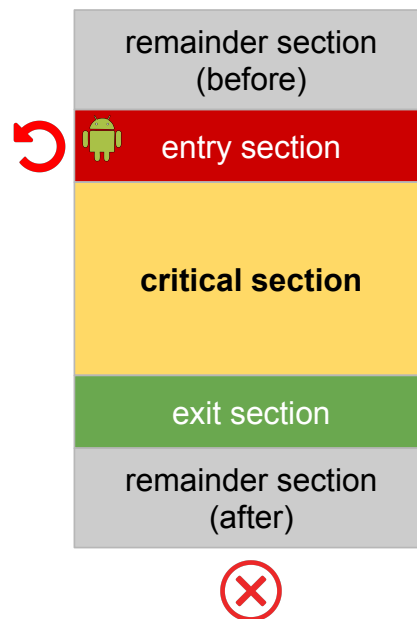 remainder section
(before)
entry section
critical section
exit section
remainder section
(after)